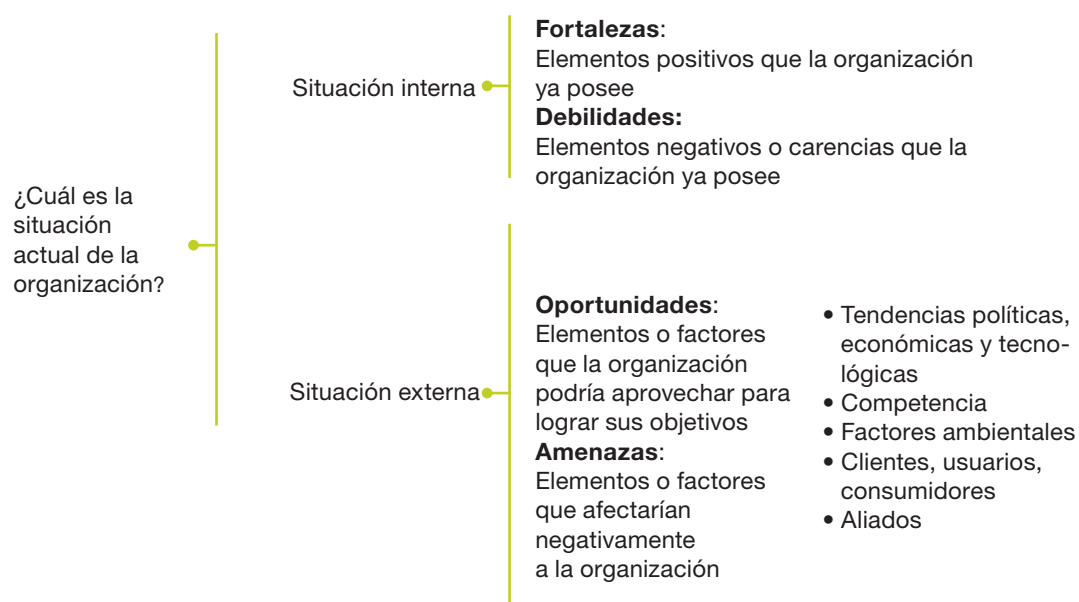 ¿Cuál es la
situación
actual de la
organización?
Situación interna
Fortalezas:
Elementos positivos que la organización
ya posee
Debilidades:
Elementos negativos o carencias que la
organización ya posee
Situación externa
Oportunidades:
Elementos o factores
que la organización
podría aprovechar para
lograr sus objetivos
Amenazas:
Elementos o factores
que afectarían
negativamente
a la organización
• Tendencias políticas,
económicas y tecno-
lógicas
• Competencia
• Factores ambientales
• Clientes, usuarios,
consumidores
• Aliados